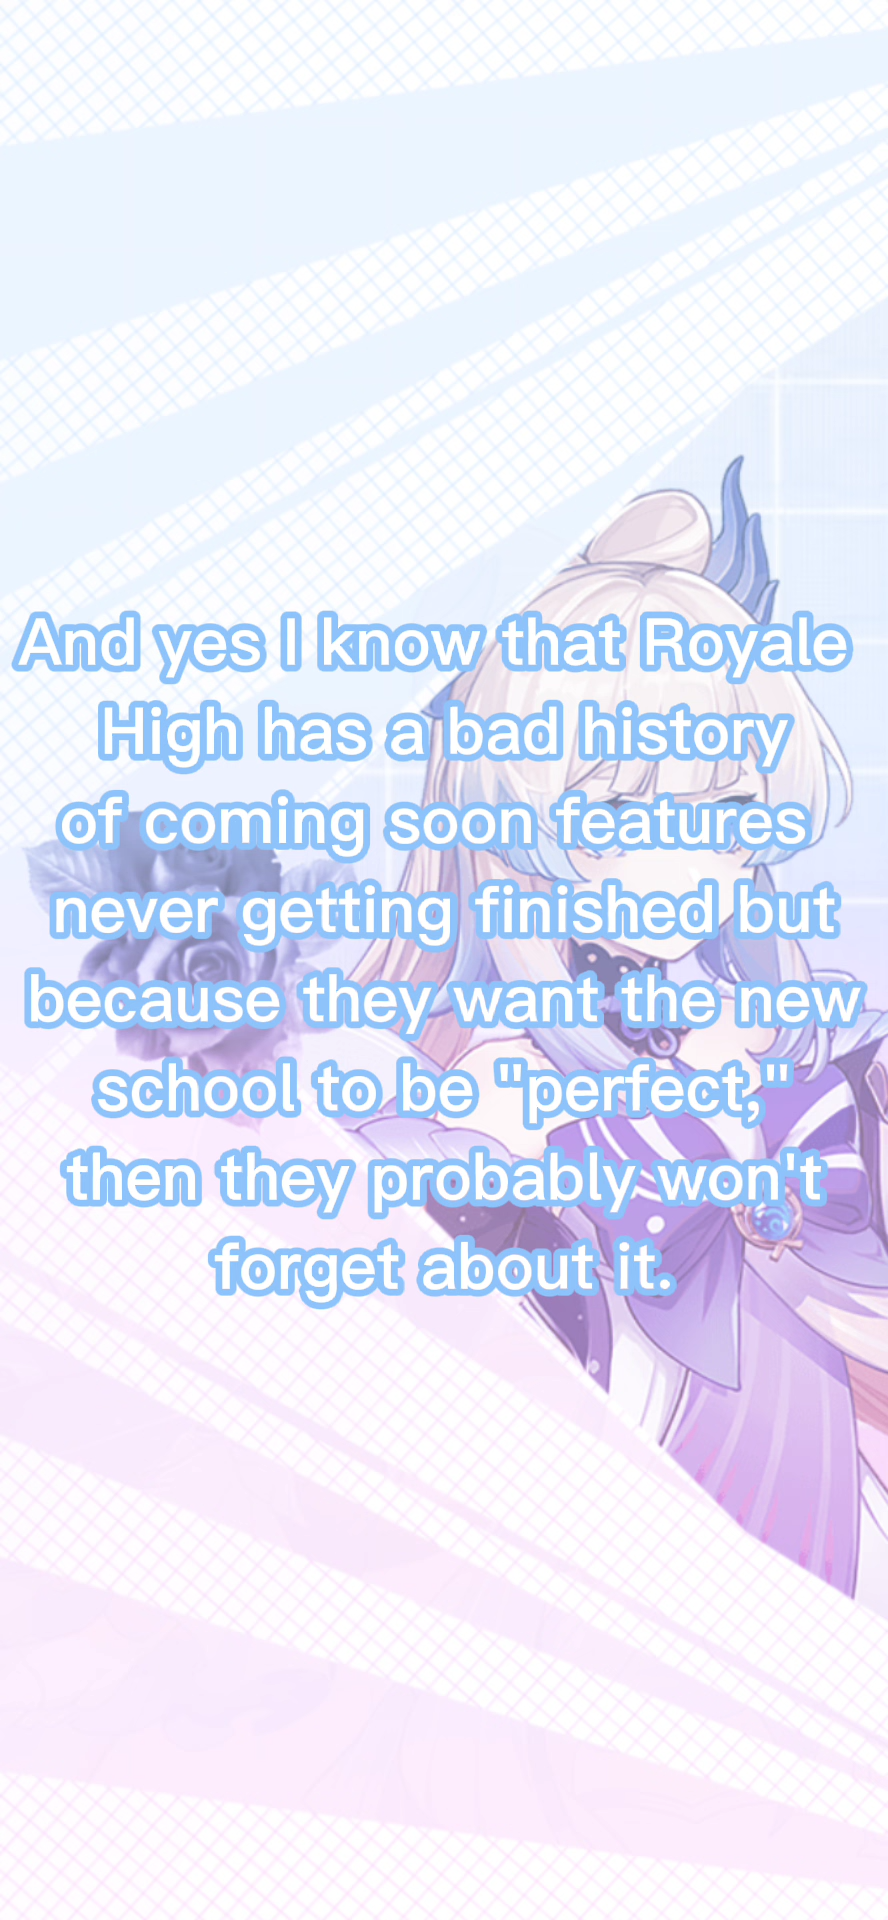 And yes I know that Royale
High has a bad history
of coming soon features
never getting finished but
because they want the new
school to be "perfect,"
then they probably won't
forget about it.